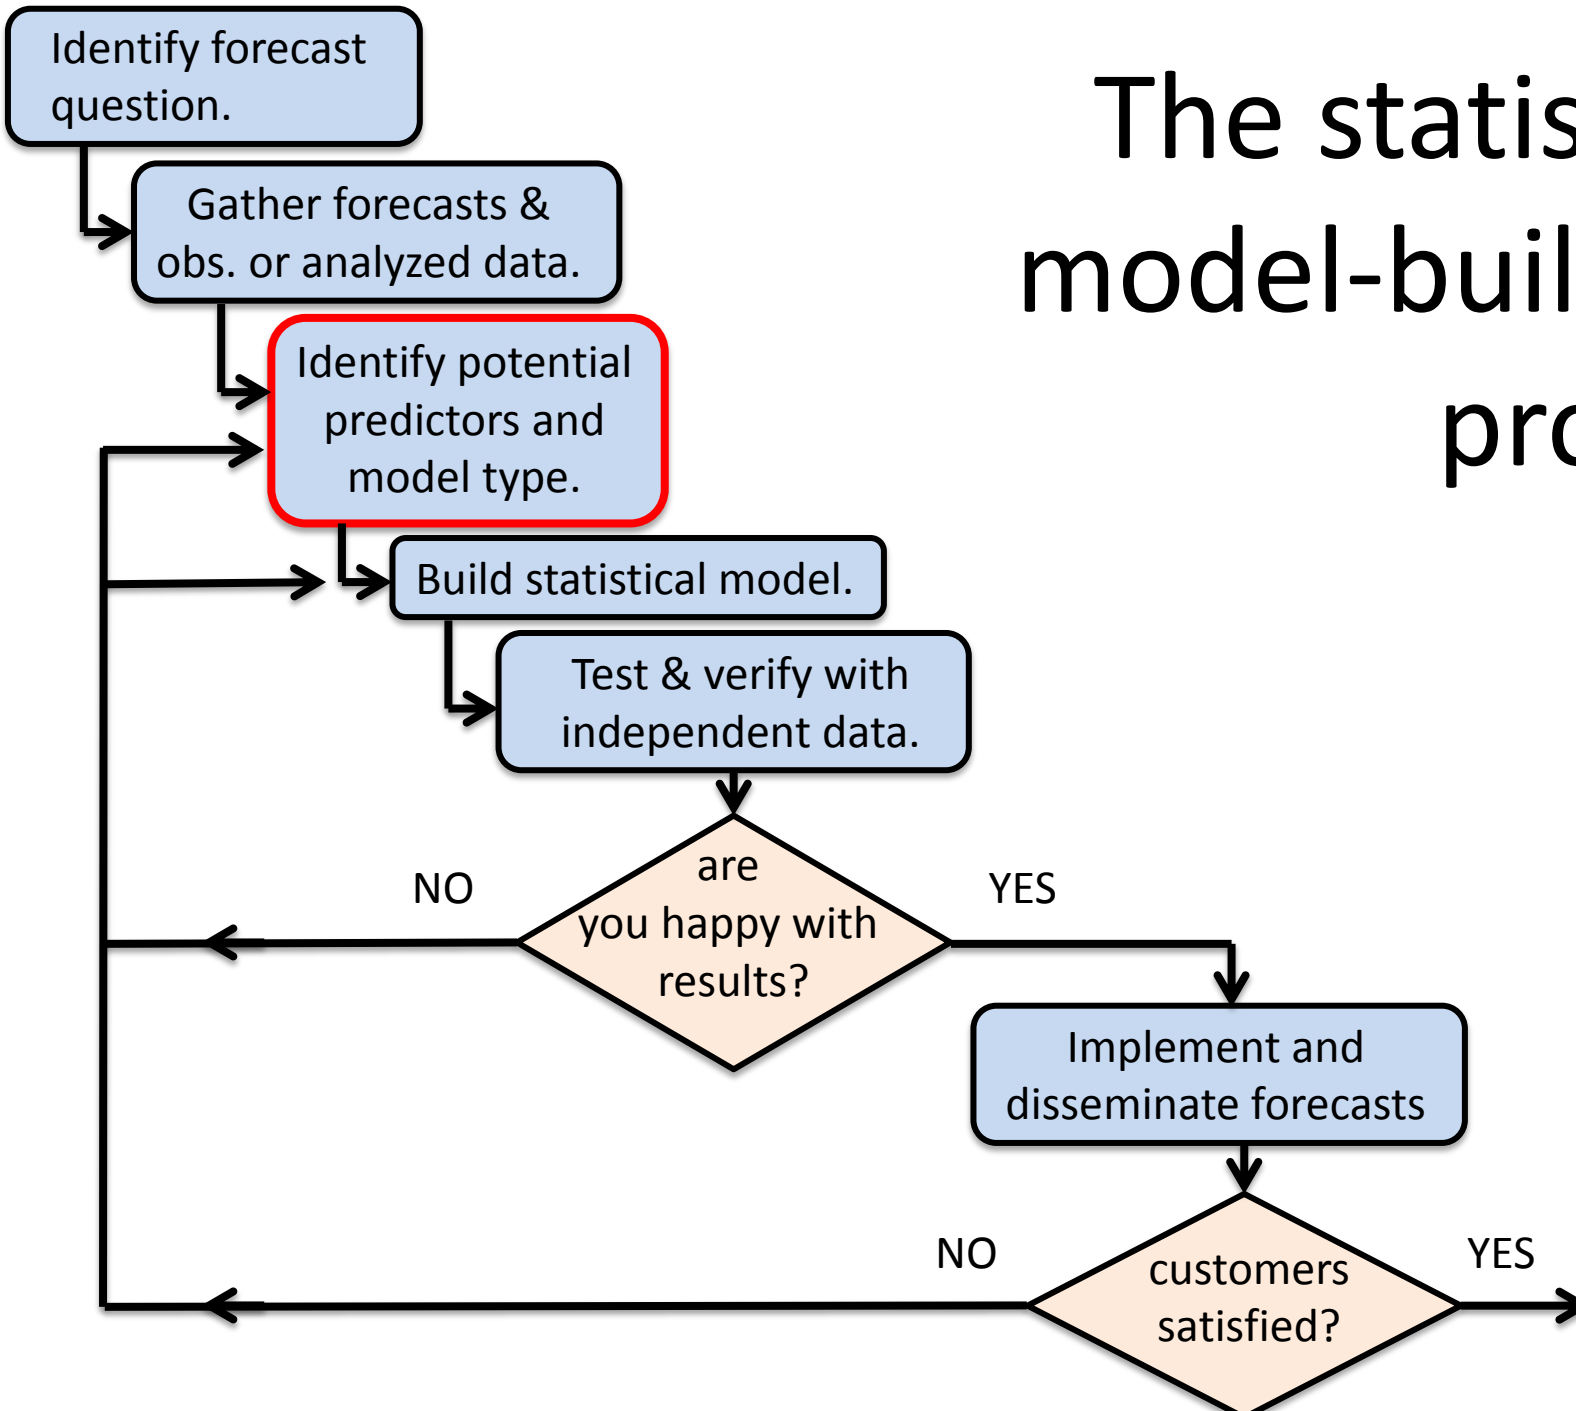 Identify forecast
question.
The statis
Gather forecasts &
obs. or analyzed data.
model-buil
Identify potential
predictors and
model type.
pro
Build statistical model.
Test & verify with
independent data.
are
you happy with
results?
NO
YES
Implement and
disseminate forecasts
customers
satisfied?
NO
YES